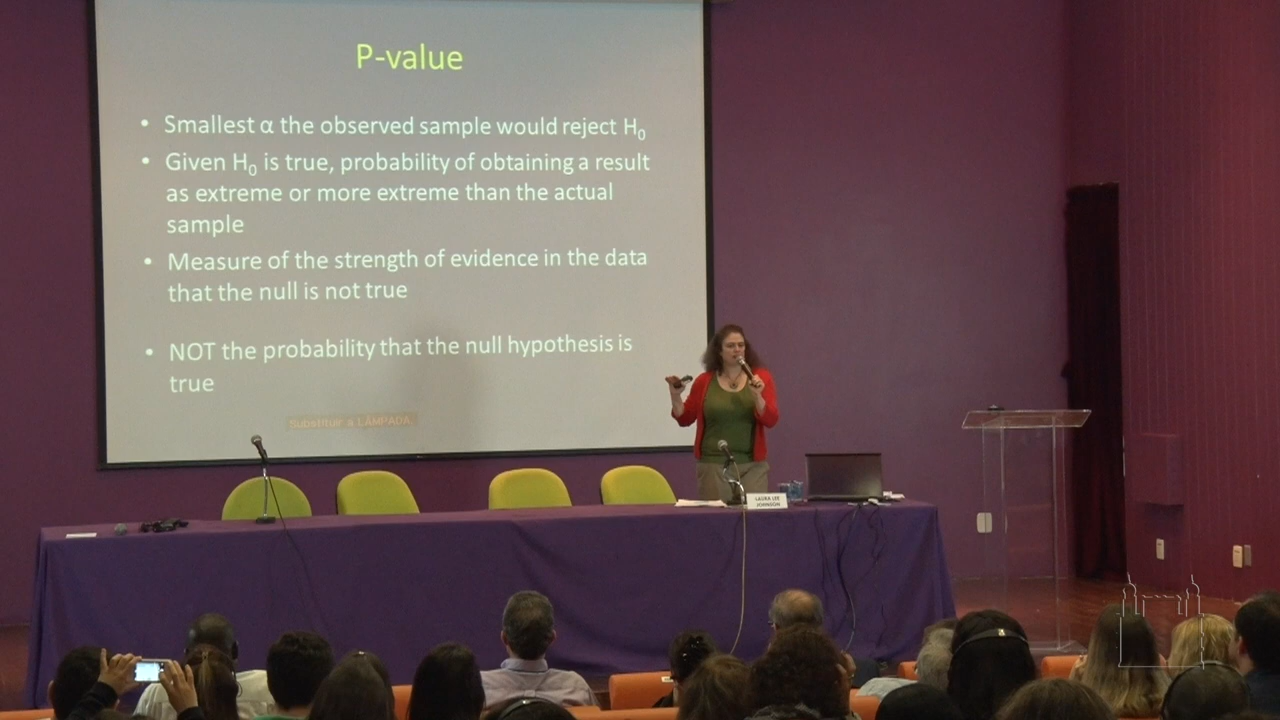 P-value
• Smallest α the observed sample would reject H₀
• Given H₀ is true, probability of obtaining a result
as extreme or more extreme than the actual
sample
• Measure of the strength of evidence in the data
that the null is not true
• NOT the probability that the null hypothesis is
true
Substituir a LÂMPADA.
LAURA LEE
JOHNSON